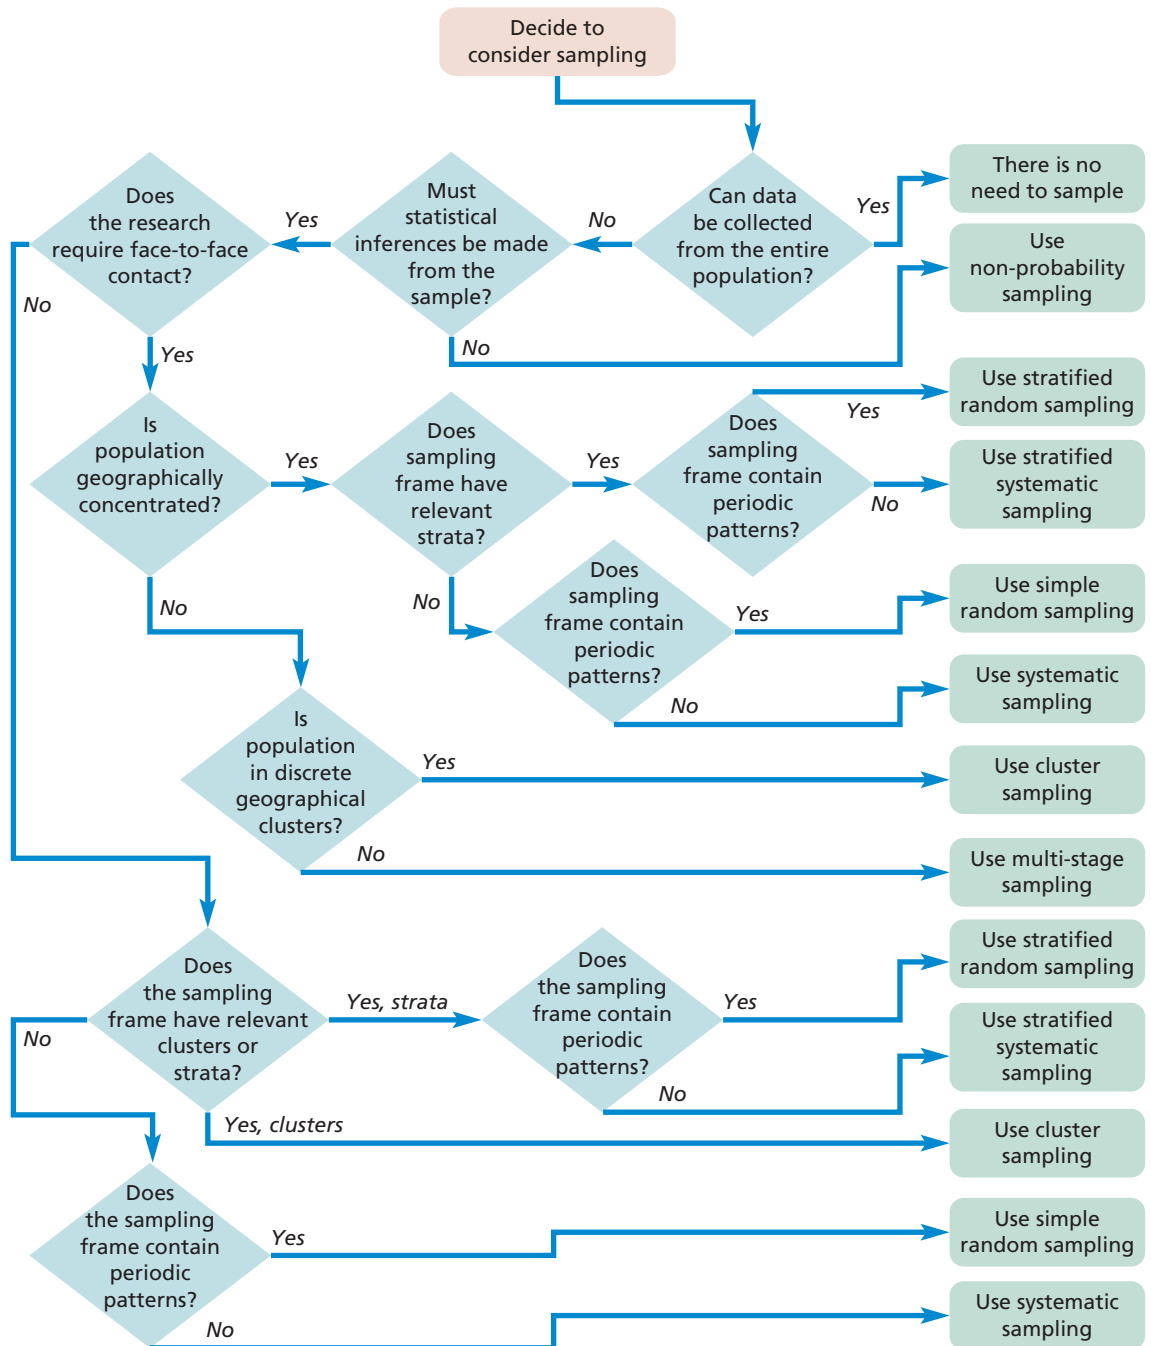 Decide to
consider sampling
Can data
be collected
from the entire
population?
Yes
There is no
need to sample
No
Must
statistical
inferences be made
from the
sample?
No
Use
non-probability
sampling
Yes
Does
the research
require face-to-face
contact?
No
Yes
Is
population
geographically
concentrated?
Yes
Does
sampling
frame have
relevant
strata?
Yes
Does
sampling
frame contain
periodic
patterns?
Yes
Use stratified
random sampling
No
Use stratified
systematic
sampling
No
Does
sampling
frame contain
periodic
patterns?
Yes
Use simple
random sampling
No
Use systematic
sampling
No
Is
population
in discrete
geographical
clusters?
Yes
Use cluster
sampling
No
Use multi-stage
sampling
Does
the sampling
frame have relevant
clusters or
strata?
Yes, strata
Does
the sampling
frame contain
periodic
patterns?
Yes
Use stratified
random sampling
No
Use stratified
systematic
sampling
Yes, clusters
Use cluster
sampling
No
Does
the sampling
frame contain
periodic
patterns?
Yes
Use simple
random sampling
No
Use systematic
sampling